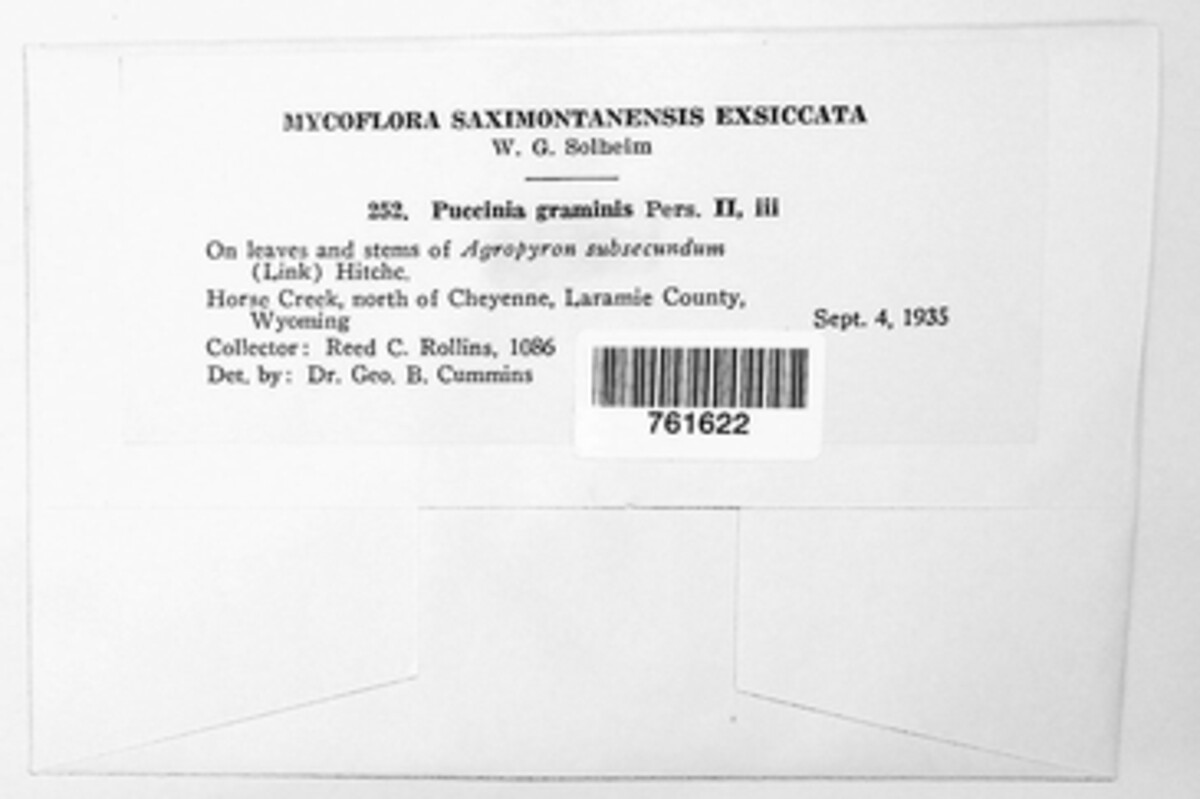 MYCOFLORA SAXIMONTANENSIS EXSICCATA
W. G. Solheim
252. Puccinia graminis Pers. II, iii
On leaves and stems of Agropyron subsecundum
(Link) Hitchc.
Horse Creek, north of Cheyenne, Laramie County,
Wyoming
Sept. 4, 1935
Collector: Reed C. Rollins, 1086
Det. by: Dr. Geo. B. Cummins
761622